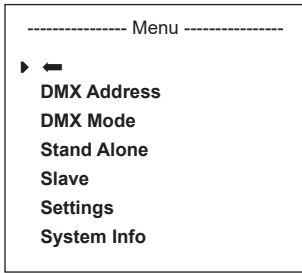 ---------------- Menu ----------------
DMX Address
DMX Mode
Stand Alone
Slave
Settings
System Info